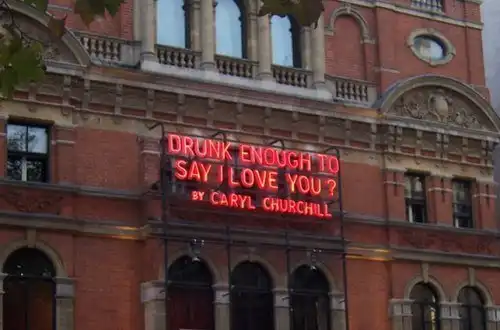 DRUNK ENOUGH TO
SAY I LOVE YOU ?
BY CARYL CHURCHILL